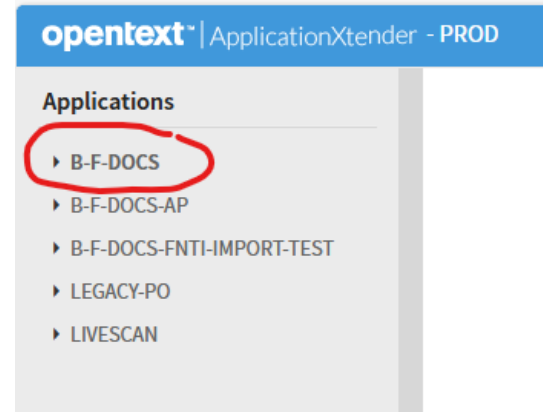 opentext™ | ApplicationXtender - PROD
Applications
B-F-DOCS
B-F-DOCS-AP
B-F-DOCS-FNTI-IMPORT-TEST
LEGACY-PO
LIVESCAN